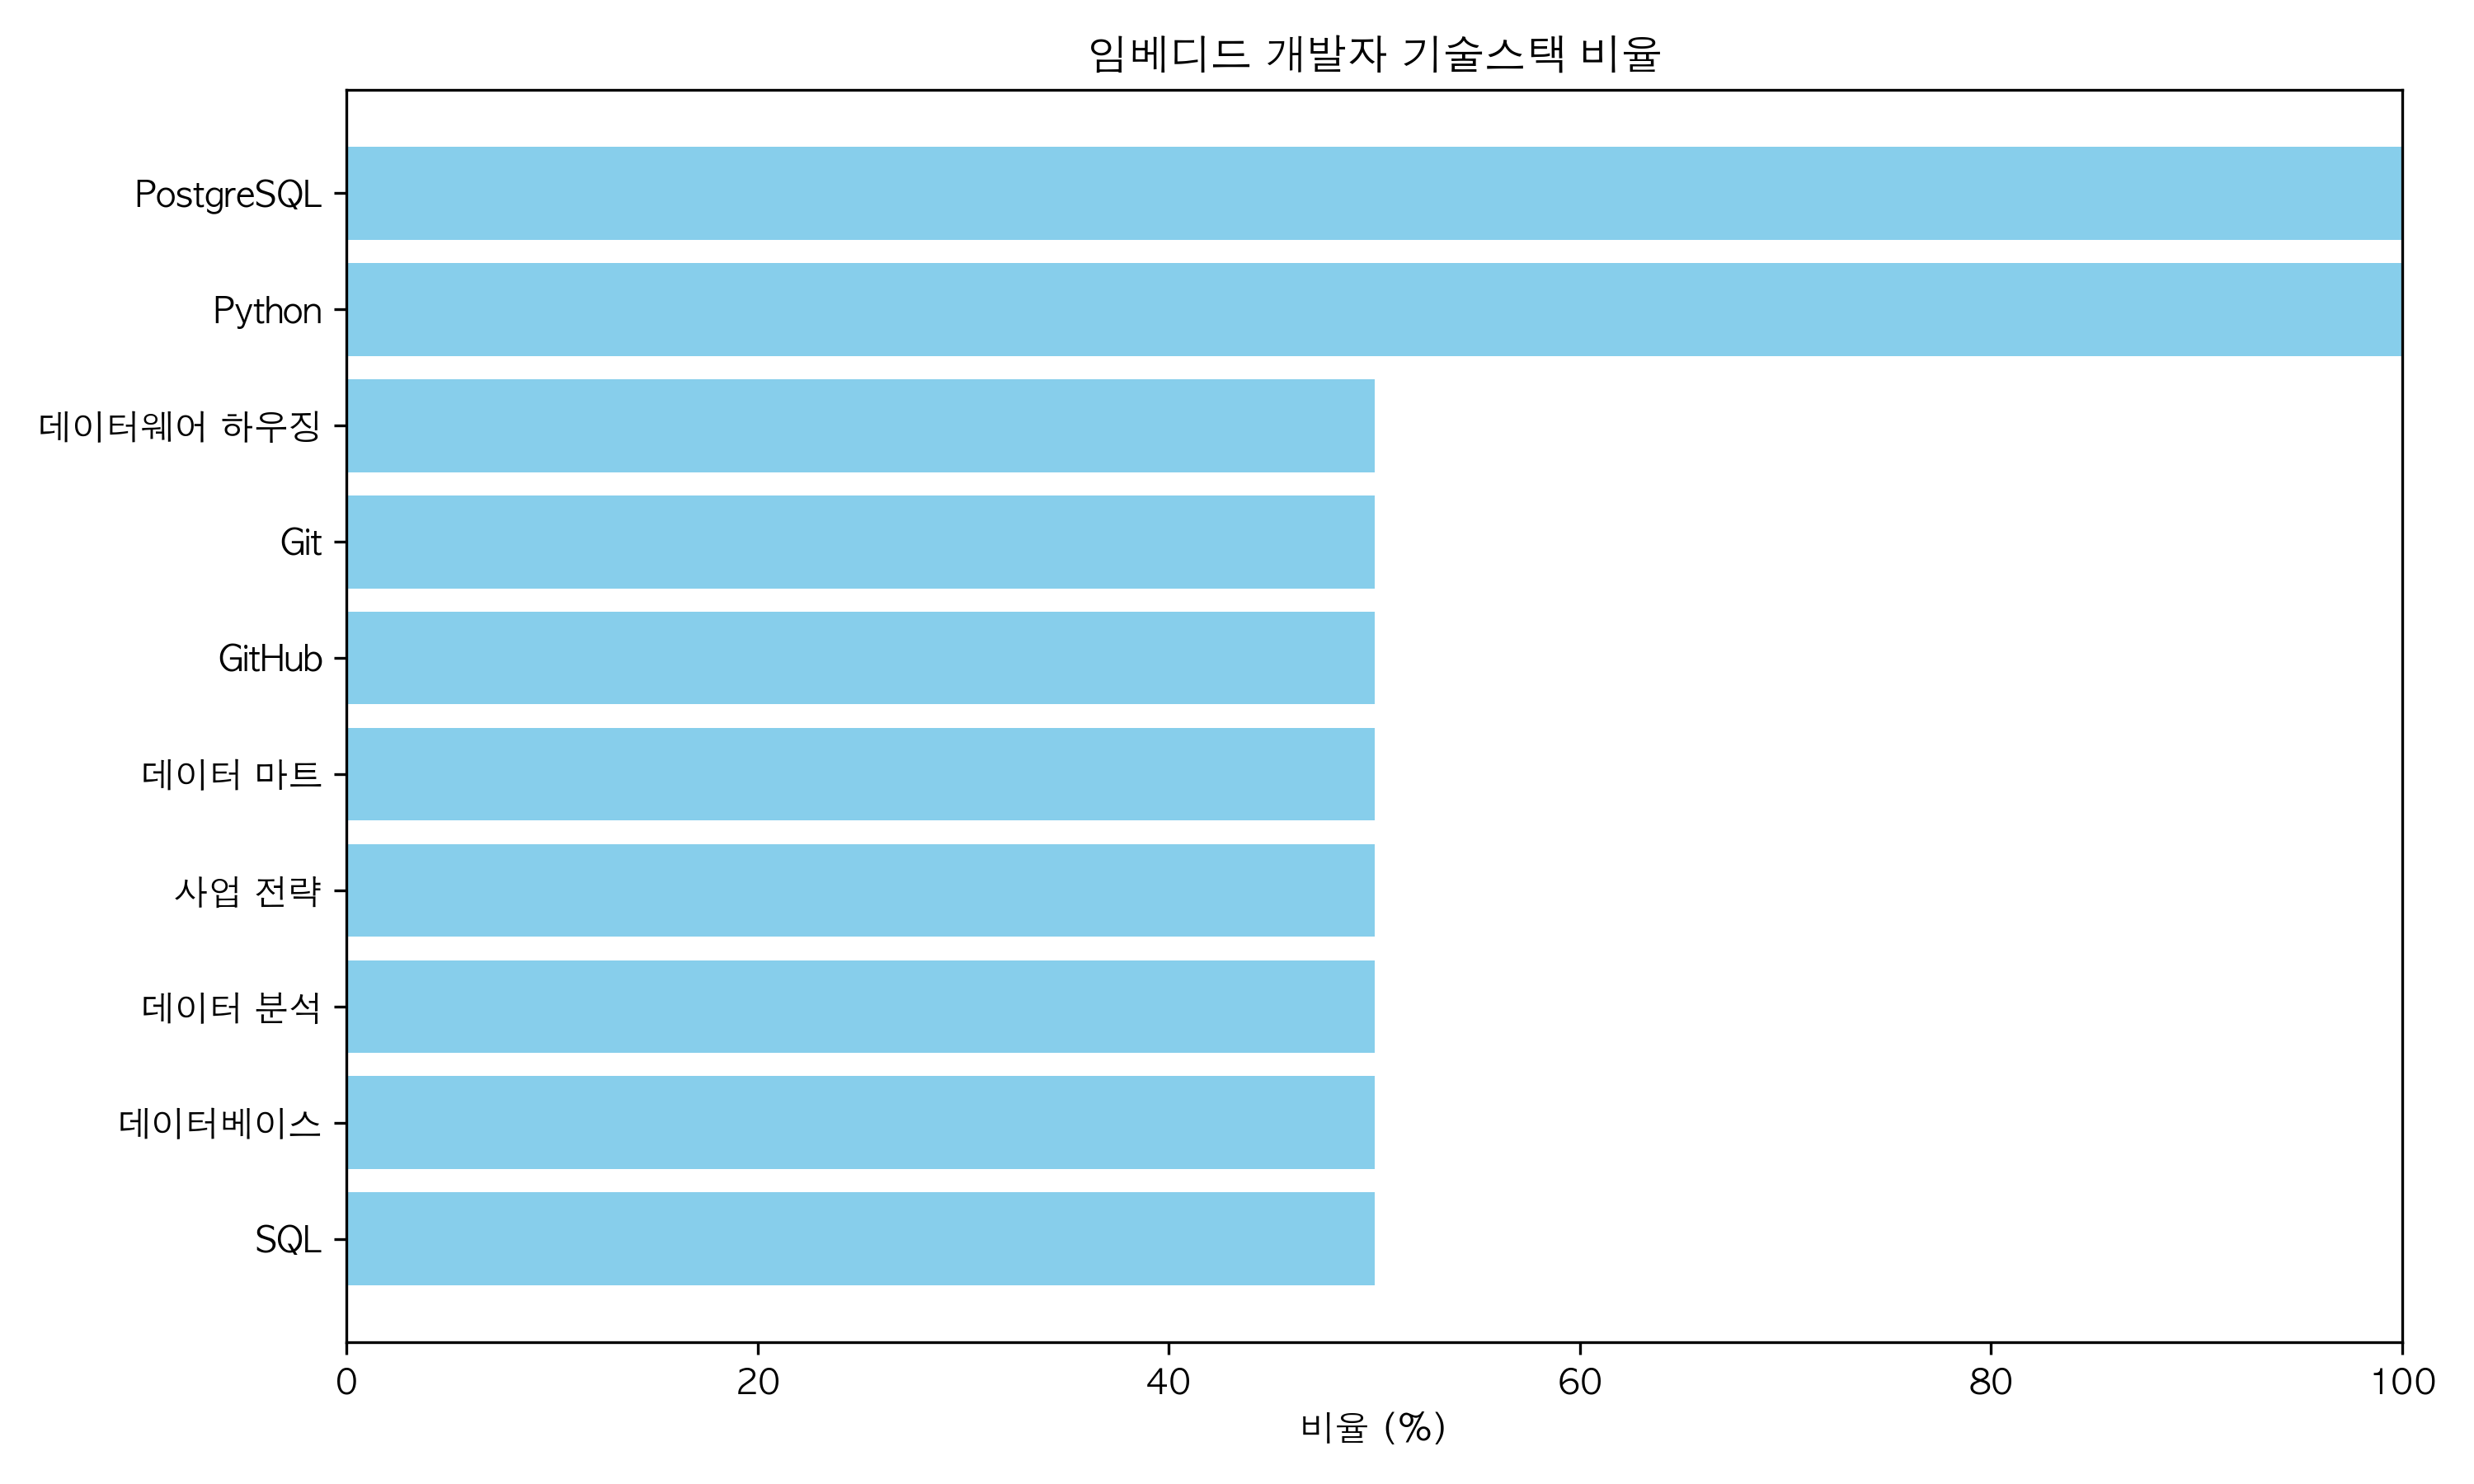 임베디드 개발자 기술스택 비율
PostgreSQL
Python
데이터웨어 하우징
Git
GitHub
데이터 마트
사업 전략
데이터 분석
데이터베이스
SQL
0 20 40 60 80 100
비율 (%)